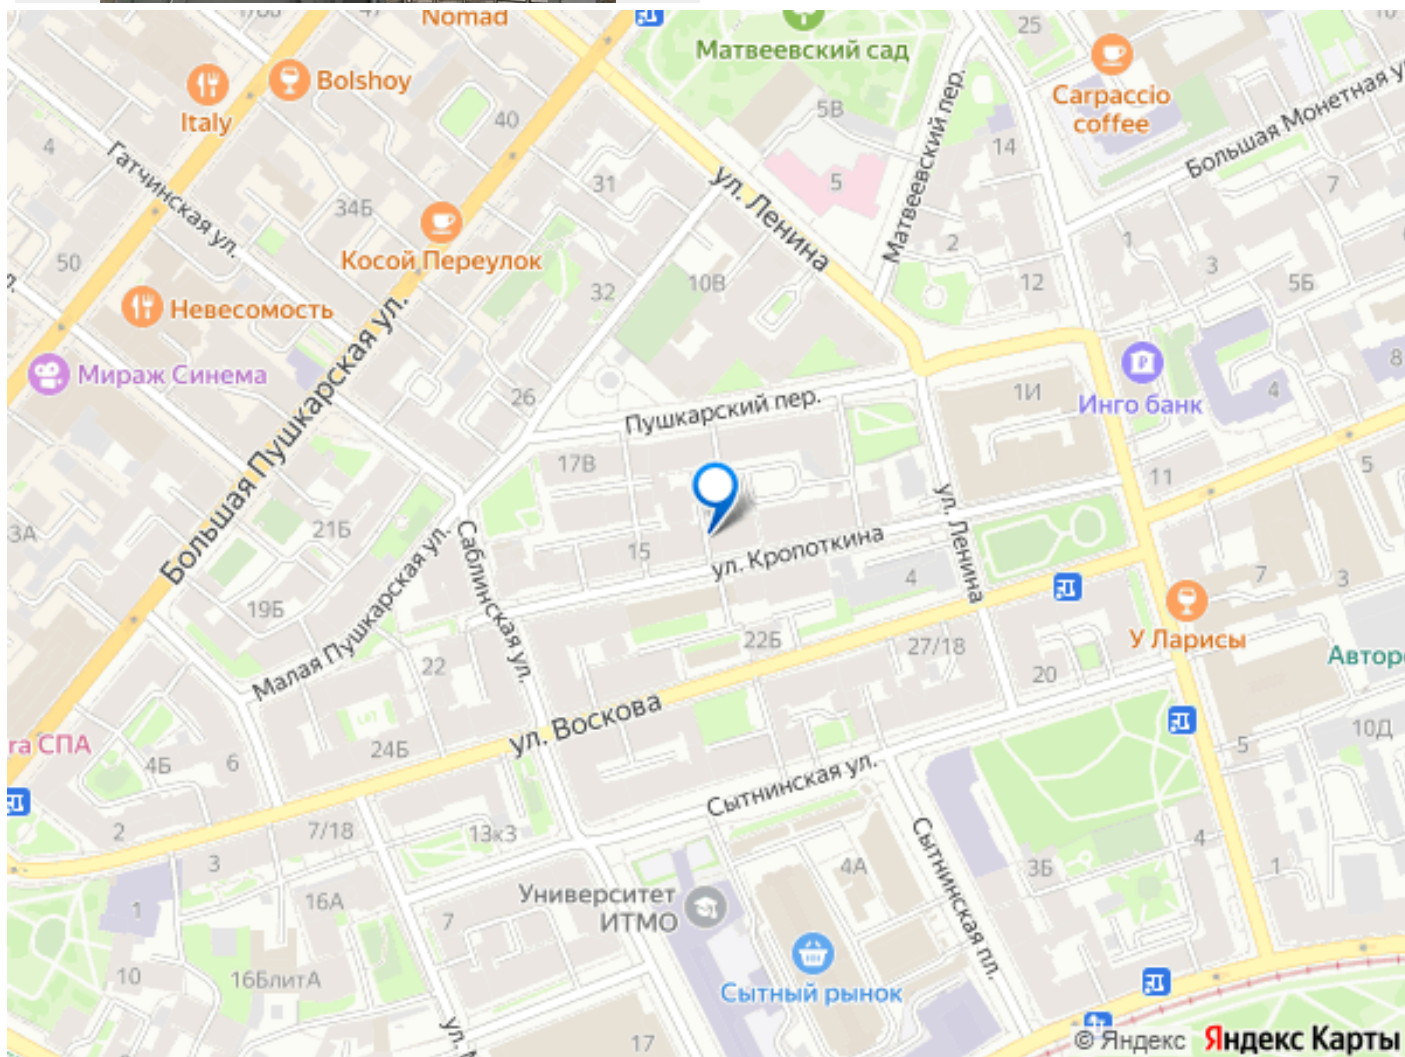 Nomad
47
Матвеевский сад
25
Bolshoy
Italy
Carpaccio
coffee
40
5В
Матвеевский пер.
Большая Монетная
4
Гатчинская ул.
14
31
5
7
ул. Ленина
34Б
Косой Переулок
2
1
3
50
10В
12
5Б
32
Невесомость
Мираж Синема
Инго банк
8
4
1И
26
Пушкарский пер.
Большая Пушкарская ул.
17В
11
5
ул. Ленина
3А
21Б
Саблинская ул.
15
ул. Кропоткина
4
7
3
19Б
Малая Пушкарская ул.
22Б
27/18
У Ларисы
22
20
ул. Воскова
10Д
24Б
5
4Б
6
Сытнинская ул.
2
7/18
13к3
Сытнинская пл.
3
4А
3Б
4
1
Университет
ИТМО
16А
7
1
10
16БлитА
Сытный рынок
17
© Яндекс Яндекс Карты